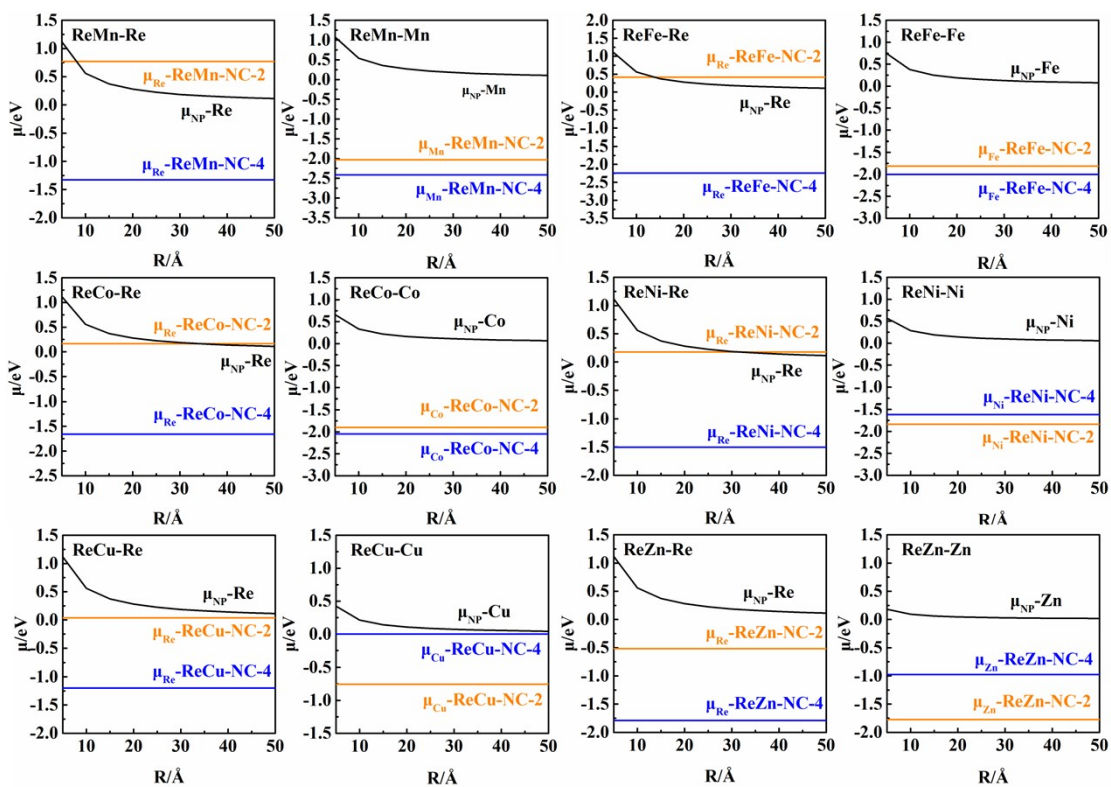 ReMn-Re
μ/eV
1.5
1.0
0.5
0.0
-0.5
-1.0
-1.5
-2.0
μRe-ReMn-NC-2
μNP-Re
μRe-ReMn-NC-4
10 20 30 40 50
R/Å
ReMn-Mn
μ/eV
1.5
1.0
0.5
0.0
-0.5
-1.0
-1.5
-2.0
-2.5
-3.0
-3.5
μNP-Mn
μMn-ReMn-NC-2
μMn-ReMn-NC-4
10 20 30 40 50
R/Å
ReFe-Re
μ/eV
2.0
1.5
1.0
0.5
0.0
-0.5
-1.0
-1.5
-2.0
-2.5
-3.0
-3.5
μRe-ReFe-NC-2
μNP-Re
μRe-ReFe-NC-4
10 20 30 40 50
R/Å
ReFe-Fe
μ/eV
1.5
1.0
0.5
0.0
-0.5
-1.0
-1.5
-2.0
-2.5
-3.0
μNP-Fe
μFe-ReFe-NC-2
μFe-ReFe-NC-4
10 20 30 40 50
R/Å
ReCo-Re
μ/eV
1.5
1.0
0.5
0.0
-0.5
-1.0
-1.5
-2.0
-2.5
μRe-ReCo-NC-2
μNP-Re
μRe-ReCo-NC-4
10 20 30 40 50
R/Å
ReCo-Co
μ/eV
1.5
1.0
0.5
0.0
-0.5
-1.0
-1.5
-2.0
-2.5
-3.0
μNP-Co
μCo-ReCo-NC-2
μCo-ReCo-NC-4
10 20 30 40 50
R/Å
ReNi-Re
μ/eV
1.5
1.0
0.5
0.0
-0.5
-1.0
-1.5
-2.0
μRe-ReNi-NC-2
μNP-Re
μRe-ReNi-NC-4
10 20 30 40 50
R/Å
ReNi-Ni
μ/eV
1.5
1.0
0.5
0.0
-0.5
-1.0
-1.5
-2.0
-2.5
-3.0
μNP-Ni
μNi-ReNi-NC-4
μNi-ReNi-NC-2
10 20 30 40 50
R/Å
ReCu-Re
μ/eV
1.5
1.0
0.5
0.0
-0.5
-1.0
-1.5
-2.0
μNP-Re
μRe-ReCu-NC-2
μRe-ReCu-NC-4
10 20 30 40 50
R/Å
ReCu-Cu
μ/eV
1.5
1.0
0.5
0.0
-0.5
-1.0
-1.5
μNP-Cu
μCu-ReCu-NC-4
μCu-ReCu-NC-2
10 20 30 40 50
R/Å
ReZn-Re
μ/eV
1.5
1.0
0.5
0.0
-0.5
-1.0
-1.5
-2.0
μNP-Re
μRe-ReZn-NC-2
μRe-ReZn-NC-4
10 20 30 40 50
R/Å
ReZn-Zn
μ/eV
1.5
1.0
0.5
0.0
-0.5
-1.0
-1.5
-2.0
μNP-Zn
μZn-ReZn-NC-4
μZn-ReZn-NC-2
10 20 30 40 50
R/Å